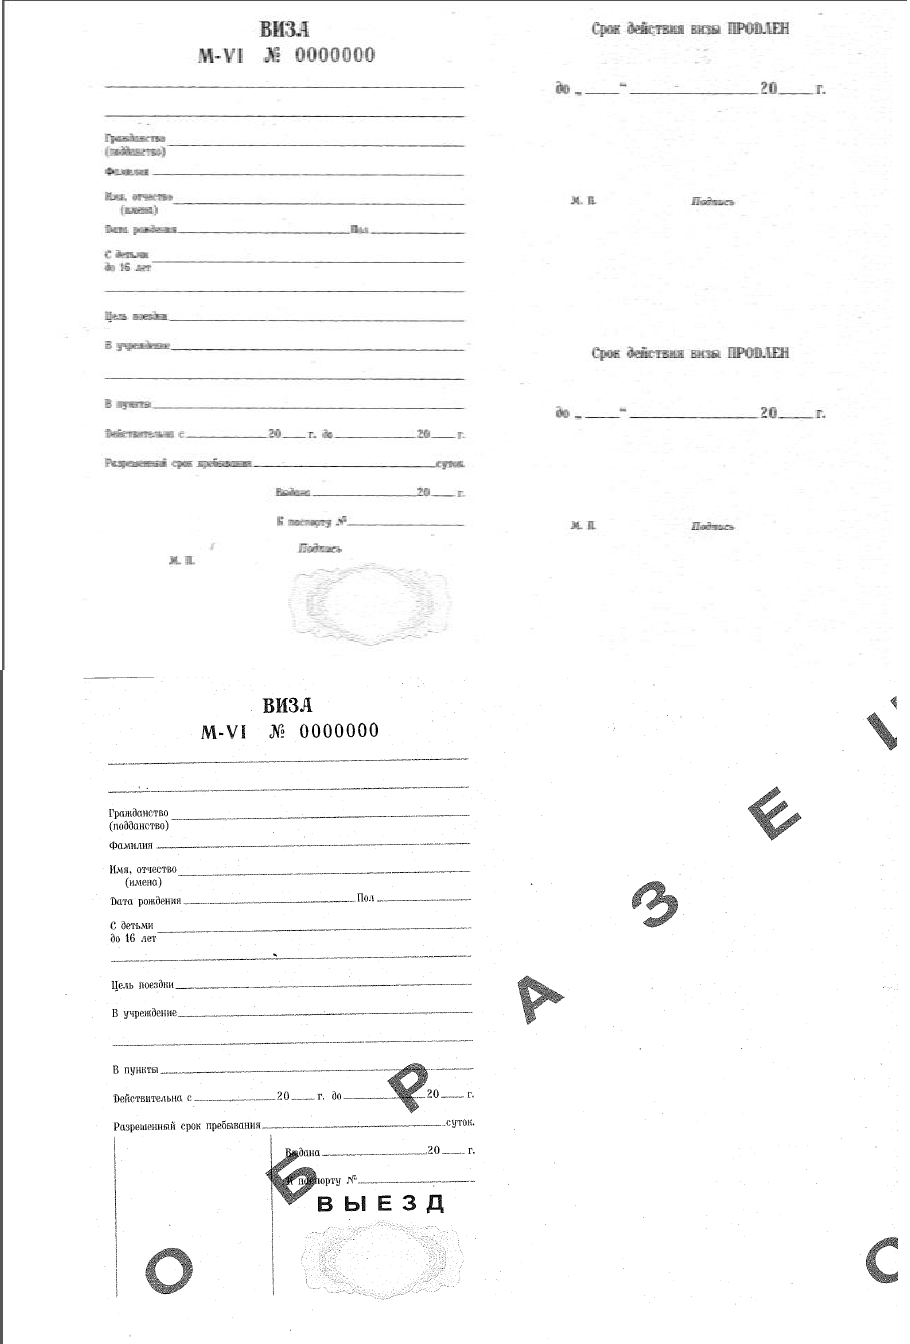 ВИЗА
М-VI № 0000000
Гражданство
(подданство)
Фамилия
Имя, отчество
(имена)
Дата рождения Пол
С детьми
до 16 лет
Цель поездки
В учреждение
В пункты
Действительна с 20 г. до 20 г.
Разрешенный срок пребывания суток.
Выдана 20 г.
К паспорту №
Подпись
М. П.
Срок действия визы ПРОДЛЕН
до „ “ 20 г.
М. П. Подпись
Срок действия визы ПРОДЛЕН
до „ “ 20 г.
М. П. Подпись
ВИЗА
М-VI № 0000000
Гражданство
(подданство)
Фамилия
Имя, отчество
(имена)
Дата рождения Пол
С детьми
до 16 лет
Цель поездки
В учреждение
В пункты
Действительна с 20 г. до 20 г.
Разрешенный срок пребывания суток.
Выдана 20 г.
К паспорту №
ВЫЕЗД
ОБРАЗЕ
О